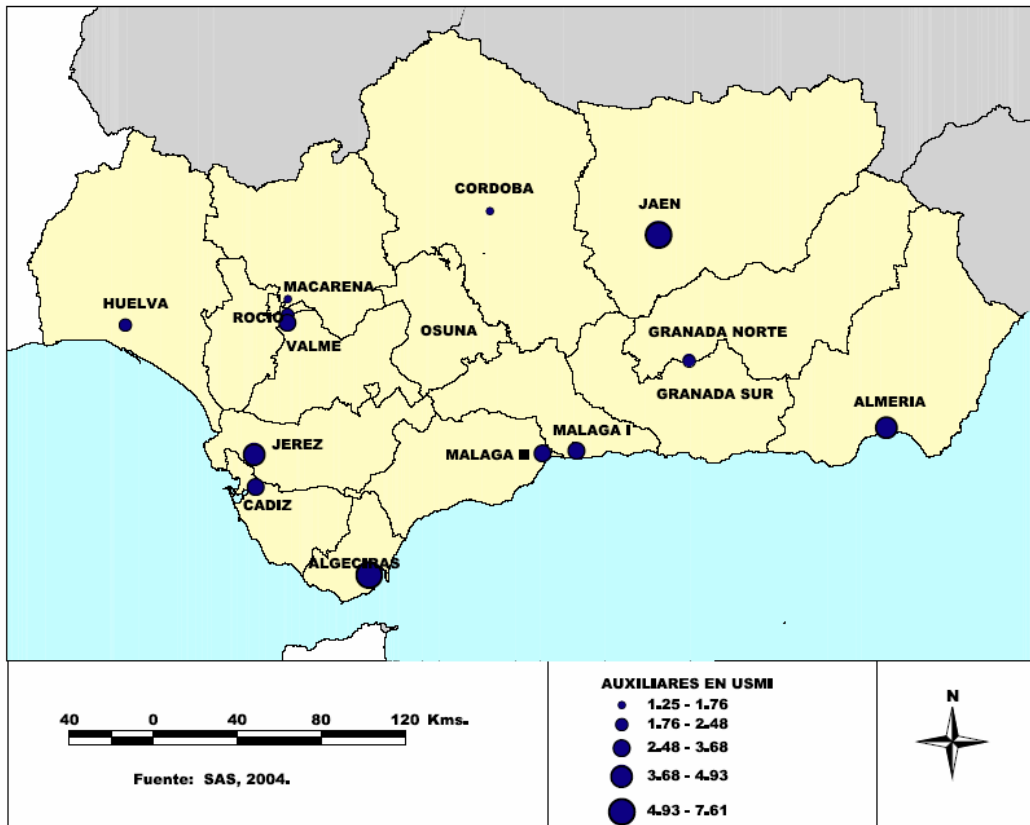 CORDOBA
JAEN
MACARENA
HUELVA
ROCIO
VALME
OSUNA
GRANADA NORTE
GRANADA SUR
ALMERIA
MALAGA I
JEREZ
MALAGA II
CADIZ
ALGECIRAS
AUXILIARES EN USMI
1.25 - 1.76
1.76 - 2.48
2.48 - 3.68
3.68 - 4.93
4.93 - 7.61
40 0 40 80 120 Kms.
Fuente: SAS, 2004.
N